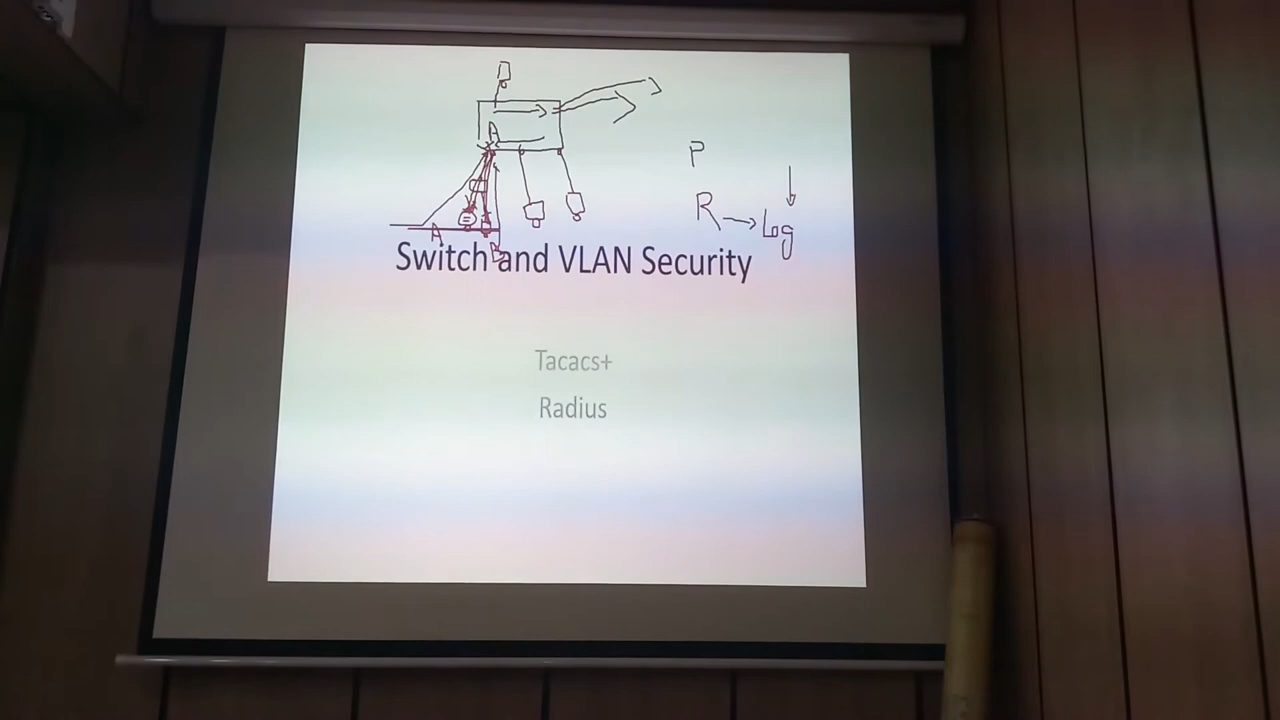 A
P
R → Log
A
B
Switch and VLAN Security
Tacacs+
Radius